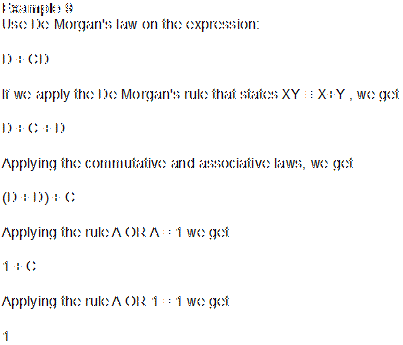 Example 9
Use De Morgan's law on the expression:
D + CD
If we apply the De Morgan's rule that states XY = X+Y , we get
D + C + D
Applying the commutative and associative laws, we get
(D + D) + C
Applying the rule A OR A = 1 we get
1 + C
Applying the rule A OR 1 = 1 we get
1